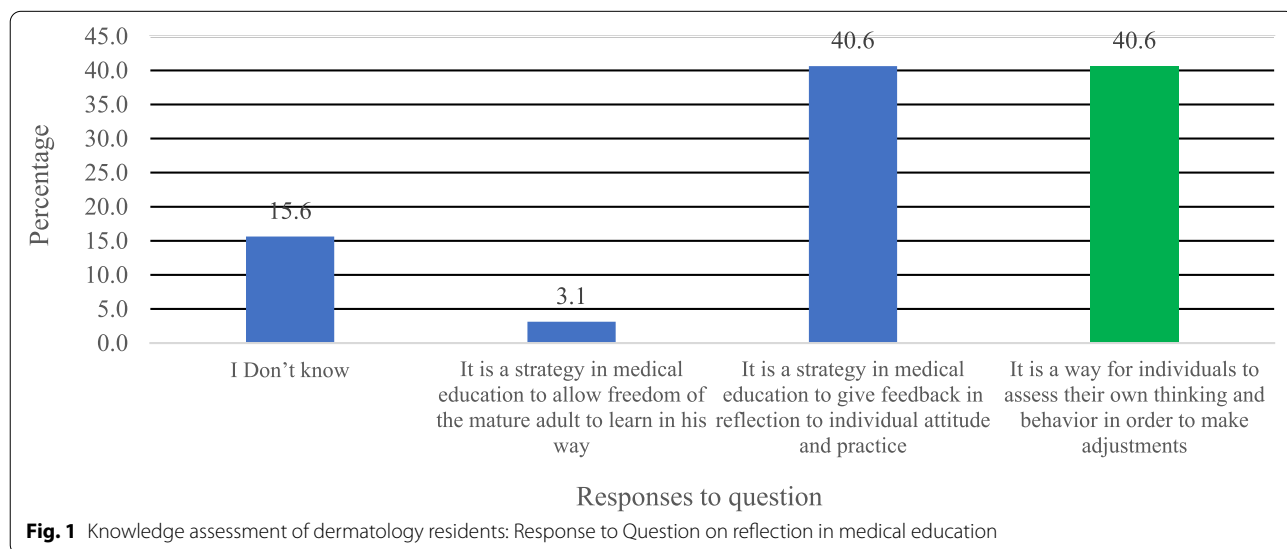 45.0
40.0
35.0
30.0
25.0
20.0
15.0
10.0
5.0
0.0
Percentage
15.6
3.1
40.6
40.6
I Don’t know
It is a strategy in medical
education to allow freedom of
the mature adult to learn in his
way
It is a strategy in medical
education to give feedback in
reflection to individual attitude
and practice
It is a way for individuals to
assess their own thinking and
behavior in order to make
adjustments
Responses to question
Fig. 1 Knowledge assessment of dermatology residents: Response to Question on reflection in medical education